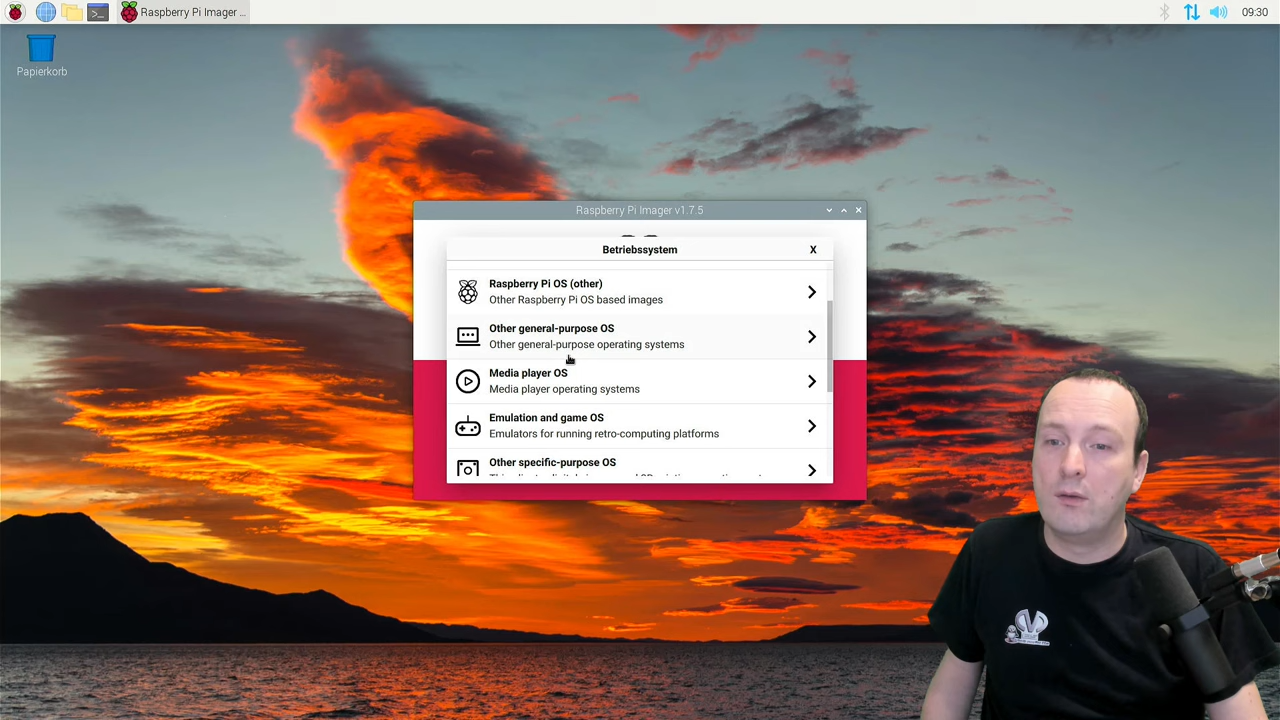 Raspberry Pi Imager ...
09:30
Papierkorb
Raspberry Pi Imager v1.7.5
Betriebssystem
X
Raspberry Pi OS (other)
Other Raspberry Pi OS based images
Other general-purpose OS
Other general-purpose operating systems
Media player OS
Media player operating systems
Emulation and game OS
Emulators for running retro-computing platforms
Other specific-purpose OS